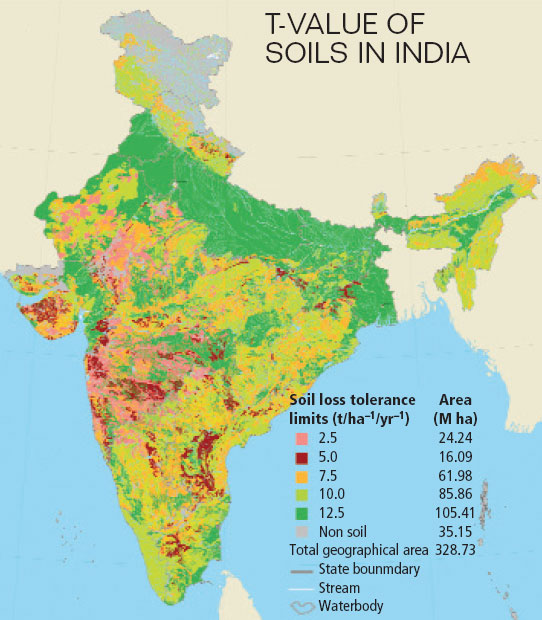 T-VALUE OF
SOILS IN INDIA
Soil loss tolerance Area
limits (t/ha⁻¹/yr⁻¹) (M ha)
2.5 24.24
5.0 16.09
7.5 61.98
10.0 85.86
12.5 105.41
Non soil 35.15
Total geographical area 328.73
State bounmdary
Stream
Waterbody